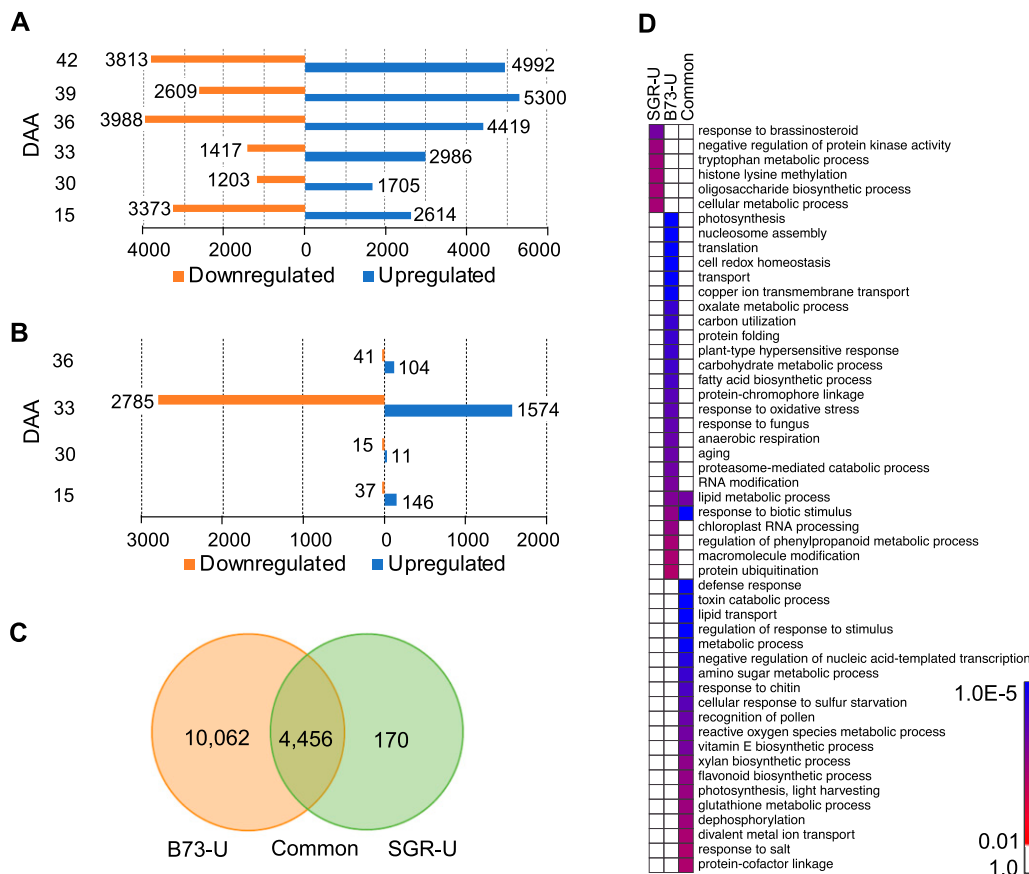 A
DAA
42 3813 4992
39 2609 5300
36 3988 4419
33 1417 2986
30 1203 1705
15 3373 2614
4000 2000 0 2000 4000 6000
Downregulated Upregulated
B
DAA
36 41 104
33 2785 1574
30 15 11
15 37 146
3000 2000 1000 0 1000 2000
Downregulated Upregulated
C
10,062 4,456 170
B73-U Common SGR-U
D
SGR-U
B73-U
Common
response to brassinosteroid
negative regulation of protein kinase activity
tryptophan metabolic process
histone lysine methylation
oligosaccharide biosynthetic process
cellular metabolic process
photosynthesis
nucleosome assembly
translation
cell redox homeostasis
transport
copper ion transmembrane transport
oxalate metabolic process
carbon utilization
protein folding
plant-type hypersensitive response
carbohydrate metabolic process
fatty acid biosynthetic process
protein-chromophore linkage
response to oxidative stress
response to fungus
anaerobic respiration
aging
proteasome-mediated catabolic process
RNA modification
lipid metabolic process
response to biotic stimulus
chloroplast RNA processing
regulation of phenylpropanoid metabolic process
macromolecule modification
protein ubiquitination
defense response
toxin catabolic process
lipid transport
regulation of response to stimulus
metabolic process
negative regulation of nucleic acid-templated transcription
amino sugar metabolic process
response to chitin
cellular response to sulfur starvation
recognition of pollen
reactive oxygen species metabolic process
vitamin E biosynthetic process
xylan biosynthetic process
flavonoid biosynthetic process
photosynthesis, light harvesting
glutathione metabolic process
dephosphorylation
divalent metal ion transport
response to salt
protein-cofactor linkage
1.0E-5
0.01
1.0